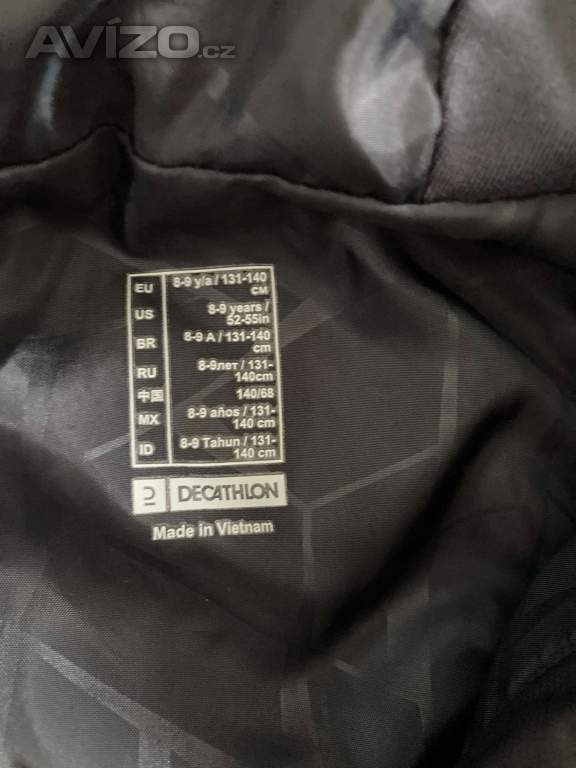 AVÍZO.cz
EU 8-9 y/a / 131-140
CM
US 8-9 years /
52-55in
BR 8-9 A / 131-140
cm
RU 8-9лет / 131-
140cm
中国 140/68
MX 8-9 años / 131-
140 cm
ID 8-9 Tahun / 131-
140 cm
DECATHLON
Made in Vietnam